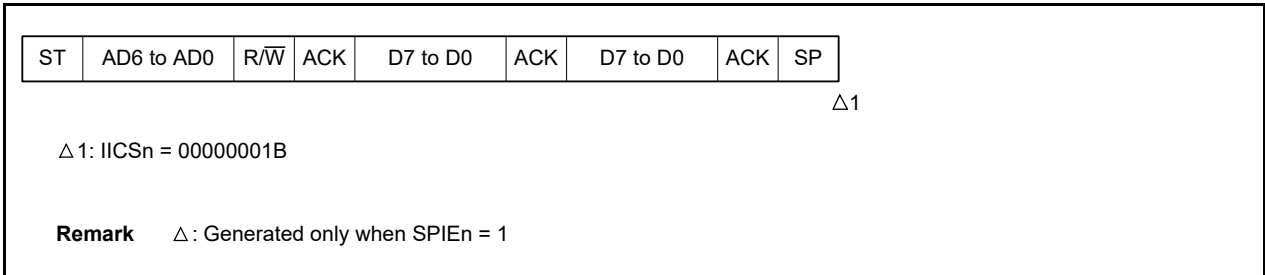 ST AD6 to AD0 R/W̅ ACK D7 to D0 ACK D7 to D0 ACK SP
△1
△1: IICSn = 00000001B
Remark △: Generated only when SPIEn = 1